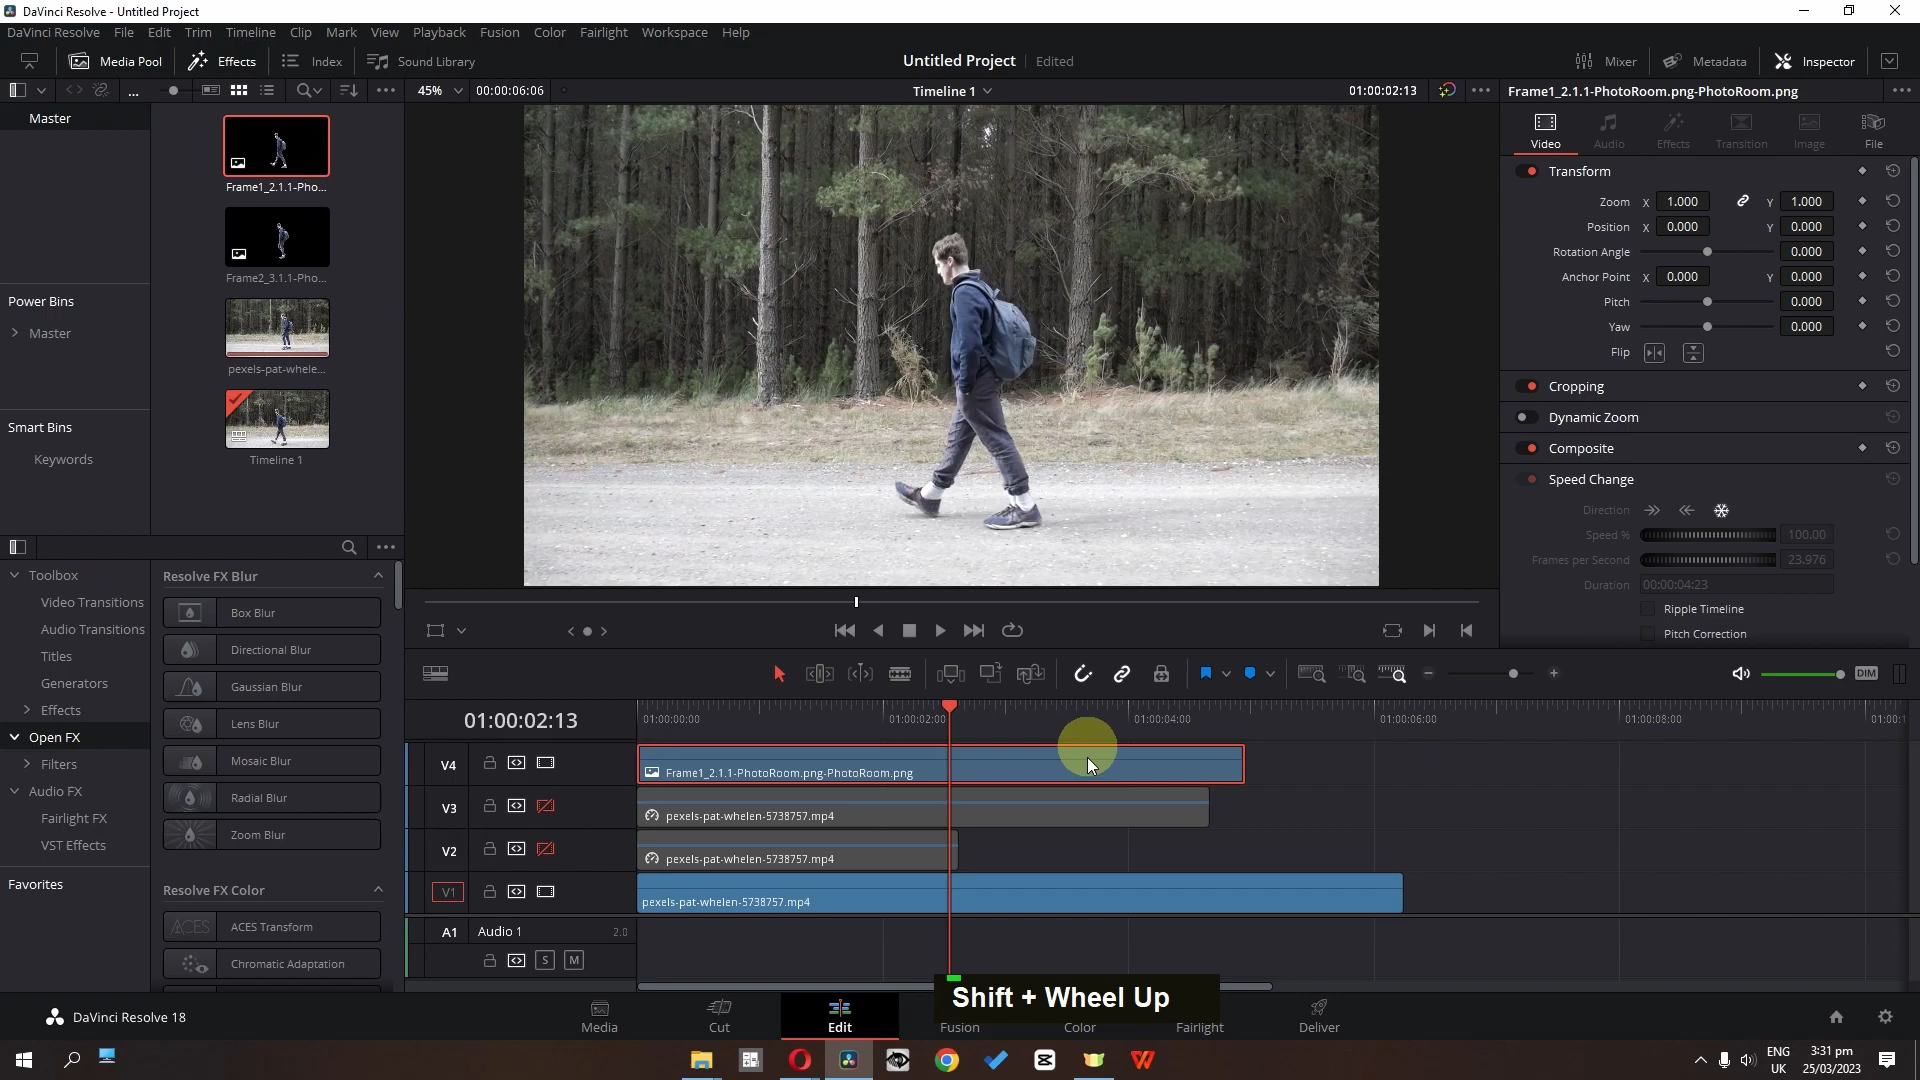 DaVinci Resolve - Untitled Project
DaVinci Resolve File Edit Trim Timeline Clip Mark View Playback Fusion Color Fairlight Workspace Help
Media Pool Effects Index Sound Library Untitled Project Edited Mixer Metadata Inspector
... 45% 00:00:06:06 Timeline 1 01:00:02:13 ... Frame1_2.1.1-PhotoRoom.png-PhotoRoom.png ...
Master
Video Audio Effects Transition Image File
Frame1_2.1.1-Pho...
Frame2_3.1.1-Pho...
pexels-pat-whele...
Timeline 1
Power Bins
Master
Smart Bins
Keywords
Transform
Zoom X 1.000 Y 1.000
Position X 0.000 Y 0.000
Rotation Angle 0.000
Anchor Point X 0.000 Y 0.000
Pitch 0.000
Yaw 0.000
Flip
Cropping
Dynamic Zoom
Composite
Speed Change
Direction
Speed % 100.00
Frames per Second 23.976
Duration 00:00:04:23
Ripple Timeline
Pitch Correction
Toolbox
Video Transitions
Audio Transitions
Titles
Generators
Effects
Open FX
Filters
Audio FX
Fairlight FX
VST Effects
Favorites
Resolve FX Blur
Box Blur
Directional Blur
Gaussian Blur
Lens Blur
Mosaic Blur
Radial Blur
Zoom Blur
Resolve FX Color
ACES ACES Transform
Chromatic Adaptation
DIM
01:00:02:13 01:00:00:00 01:00:02:00 01:00:04:00 01:00:06:00 01:00:08:00 01:00:1
V4 Frame1_2.1.1-PhotoRoom.png-PhotoRoom.png
V3 pexels-pat-whelen-5738757.mp4
V2 pexels-pat-whelen-5738757.mp4
V1 pexels-pat-whelen-5738757.mp4
A1 Audio 1 2.0
S M
Shift + Wheel Up
DaVinci Resolve 18 Media Cut Edit Fusion Color Fairlight Deliver
ENG
UK
3:31 pm
25/03/2023